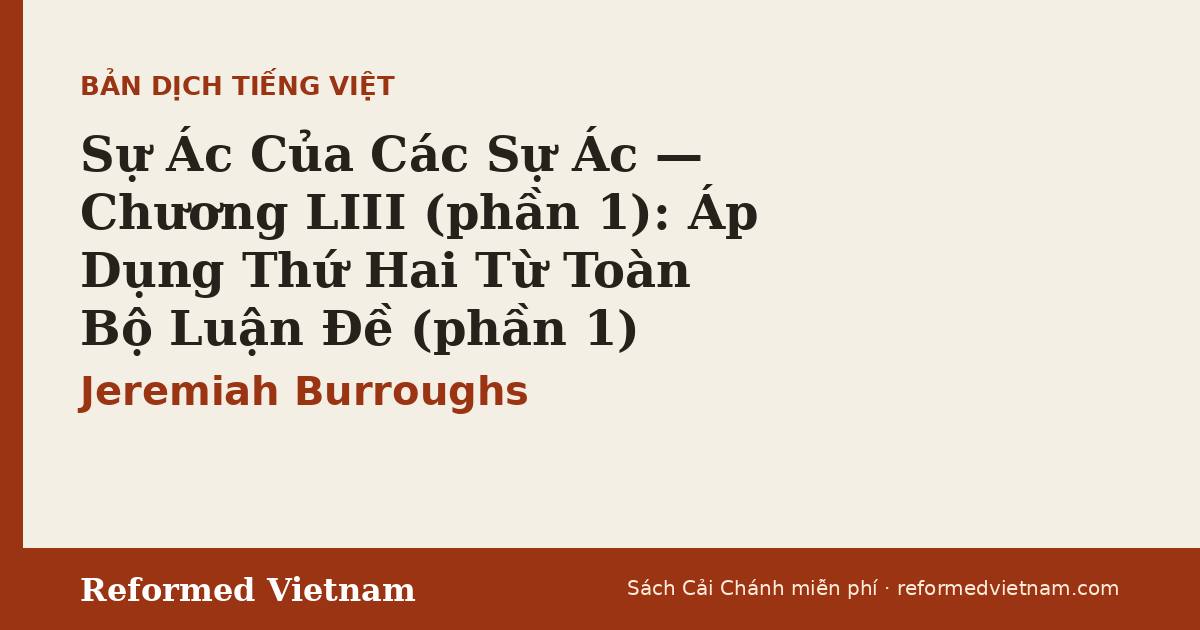 BẢN DỊCH TIẾNG VIỆT
Sự Ác Của Các Sự Ác —
Chương LIII (phần 1): Áp
Dụng Thứ Hai Từ Toàn
Bộ Luận Đề (phần 1)
Jeremiah Burroughs
Reformed Vietnam
Sách Cải Chánh miễn phí · reformedvietnam.com